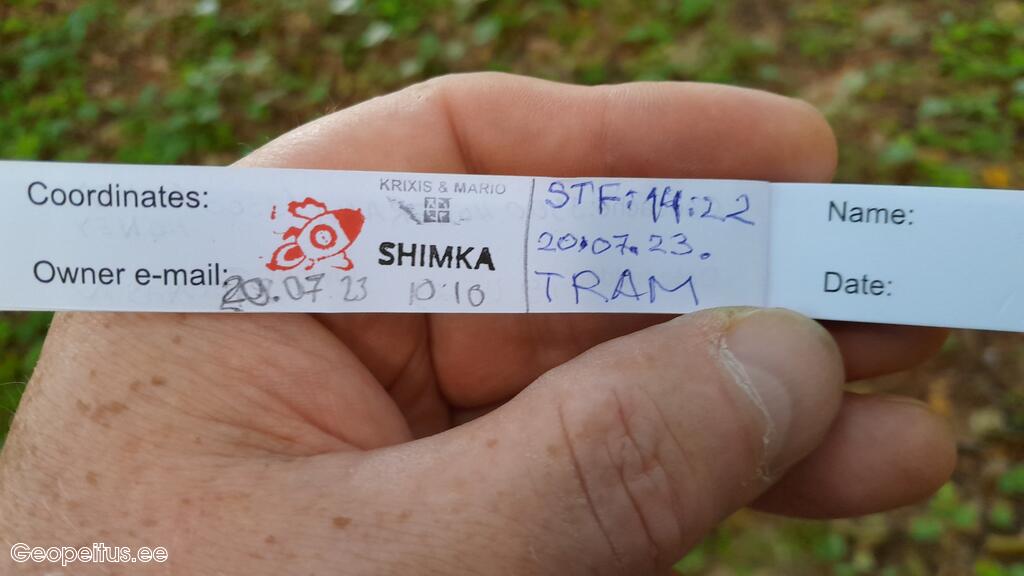 Coordinates:
Owner e-mail:
20.07 23
KRIXIS & MARIO
SHIMKA
10:10
STF: 14:22
20.07.23.
TRAM
Name:
Date:
Geopeitus.ee